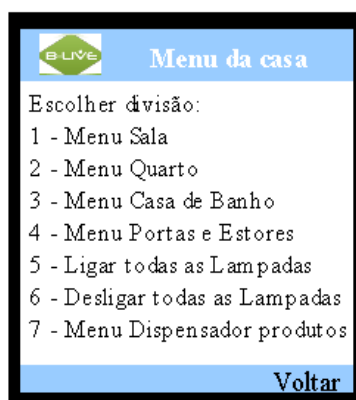 B-LIVE
Menu da casa
Escolher divisão:
1 - Menu Sala
2 - Menu Quarto
3 - Menu Casa de Banho
4 - Menu Portas e Estores
5 - Ligar todas as Lampadas
6 - Desligar todas as Lampadas
7 - Menu Dispensador produtos
Voltar